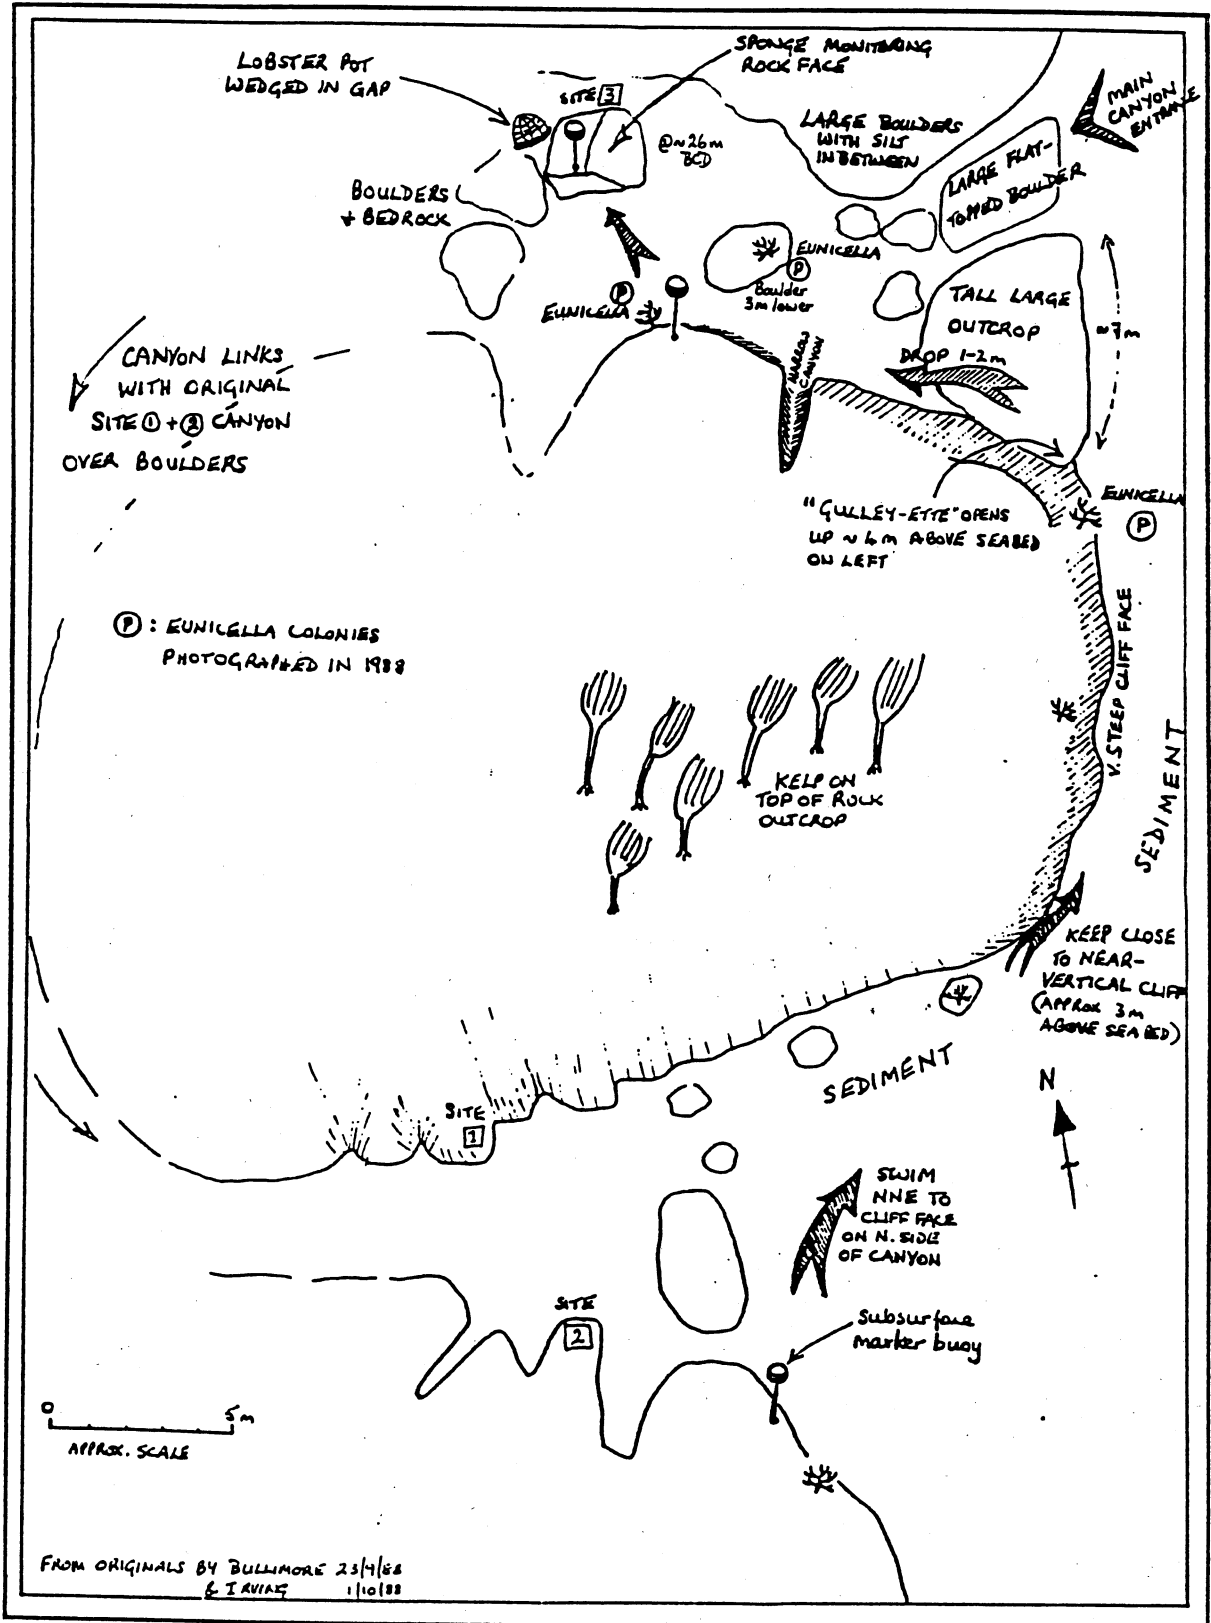 LOBSTER POT
WEDGED IN GAP
SITE 3
SPONGE MONITORING
ROCK FACE
@ ~26m
BCD
LARGE BOULDERS
WITH SILT
IN BETWEEN
MAIN
CANYON
ENTRANCE
LARGE FLAT-
TOPPED BOULDER
BOULDERS
+ BEDROCK
EUNICELLA
P
Boulder
3m lower
P
EUNICELLA
TALL LARGE
OUTCROP
~7m
DROP 1-2m
NARROW
CANYON
CANYON LINKS
WITH ORIGINAL
SITE 1 + 2 CANYON
OVER BOULDERS
"GULLEY-ETTE" OPENS
UP ~ 4m ABOVE SEABED
ON LEFT
EUNICELLA
P
P : EUNICELLA COLONIES
PHOTOGRAPHED IN 1988
V. STEEP CLIFF FACE
SEDIMENT
KELP ON
TOP OF ROCK
OUTCROP
KEEP CLOSE
TO NEAR-
VERTICAL CLIFF
(APPROX 3m
ABOVE SEABED)
SEDIMENT
N
SITE
1
SWIM
NNE TO
CLIFF FACE
ON N. SIDE
OF CANYON
SITE
2
Subsurface
marker buoy
0 5m
APPROX. SCALE
FROM ORIGINALS BY BULLIMORE 23/9/88
& IRVING 1/10/88